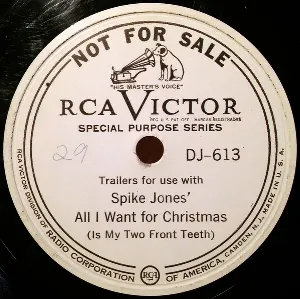 NOT FOR SALE
"HIS MASTER'S VOICE"
RCA VICTOR
SPECIAL PURPOSE SERIES
29
DJ-613
Trailers for use with
Spike Jones'
All I Want for Christmas
(Is My Two Front Teeth)
RCA VICTOR DIVISION OF RADIO CORPORATION OF AMERICA, CAMDEN, N.J., MADE IN U.S.A.
RCA